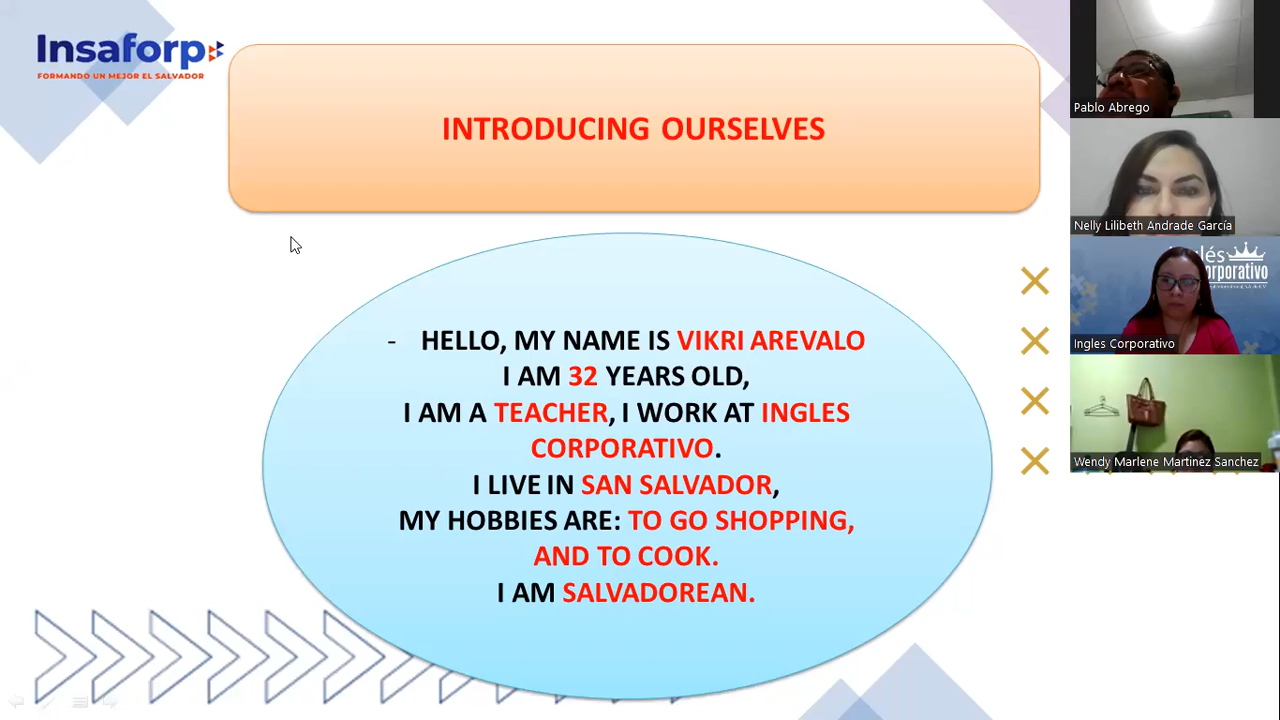 Insaforp
FORMANDO UN MEJOR EL SALVADOR
INTRODUCING OURSELVES
- HELLO, MY NAME IS VIKRI AREVALO
I AM 32 YEARS OLD,
I AM A TEACHER, I WORK AT INGLES
CORPORATIVO.
I LIVE IN SAN SALVADOR,
MY HOBBIES ARE: TO GO SHOPPING,
AND TO COOK.
I AM SALVADOREAN.
Pablo Abrego
Nelly Lilibeth Andrade García
Ingles Corporativo
Wendy Marlene Martinez Sanchez